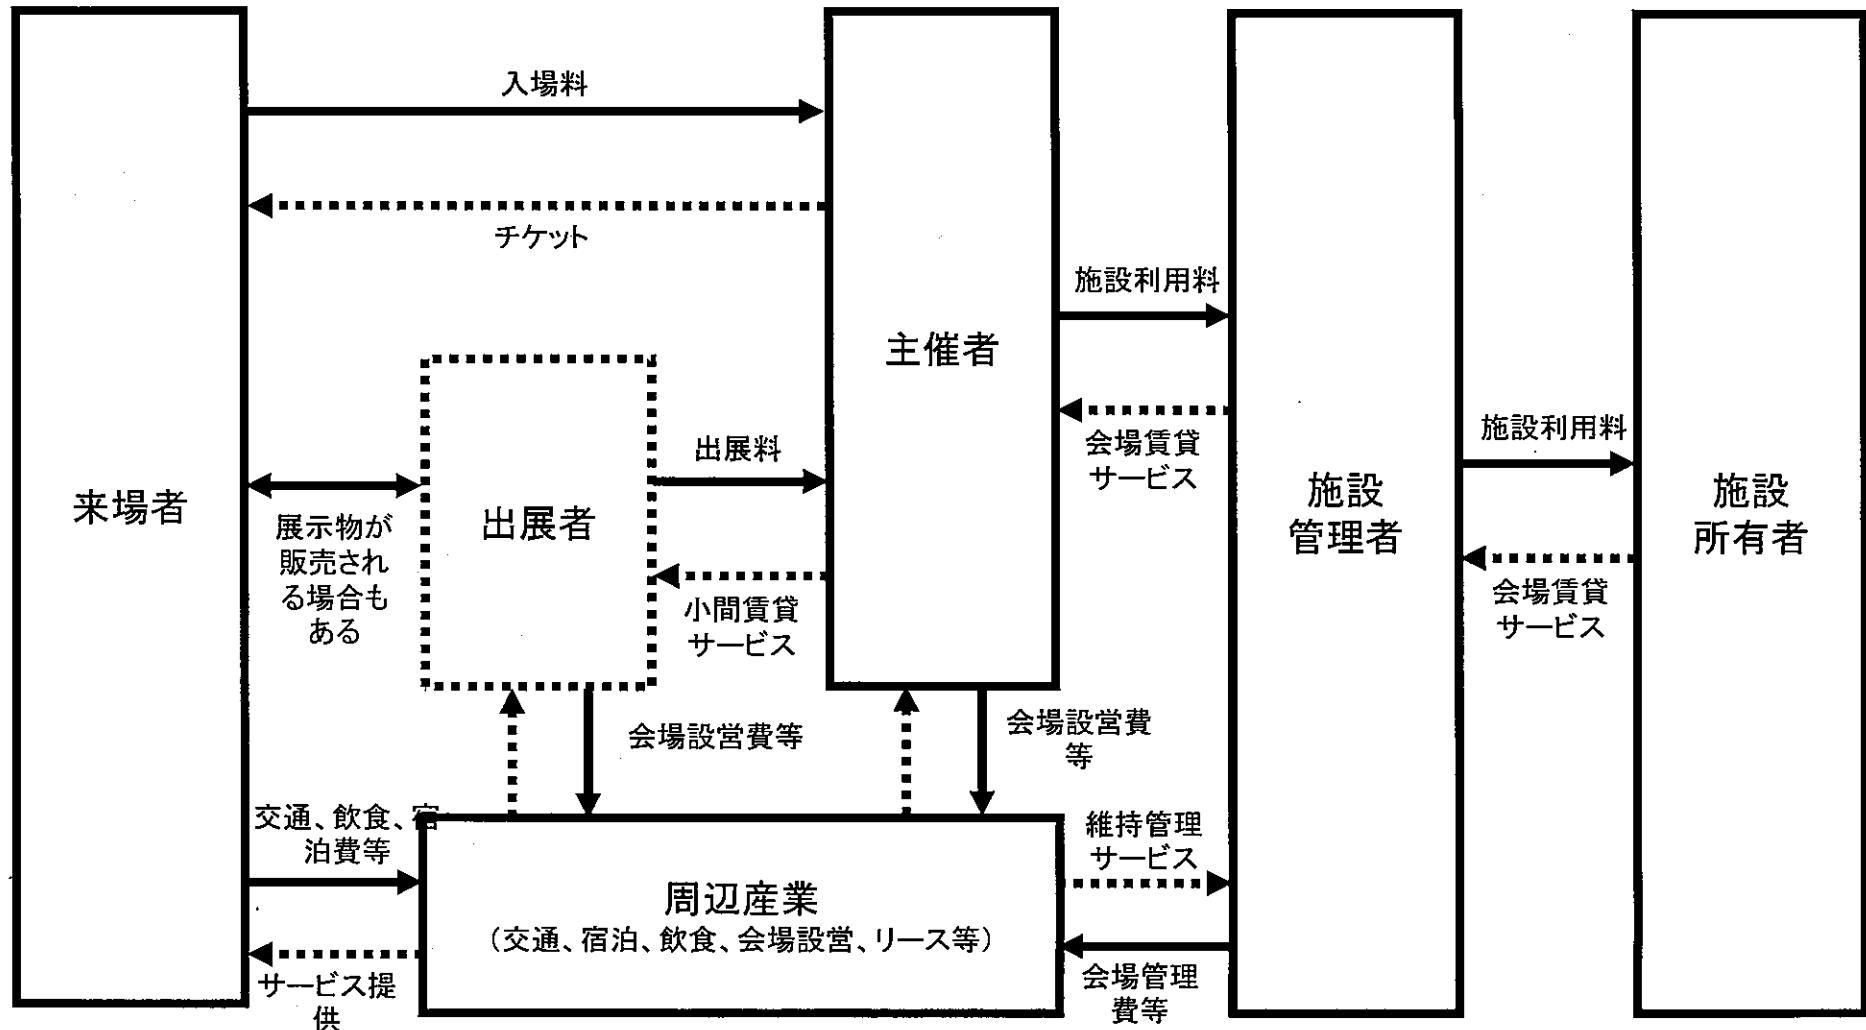 入場料
チケット
施設利用料
主催者
会場賃貸
サービス
施設利用料
出展料
来場者
展示物が
販売され
る場合も
ある
出展者
小間賃貸
サービス
施設
管理者
施設
所有者
会場賃貸
サービス
会場設営費等
会場設営費
等
交通、飲食、宿
泊費等
維持管理
サービス
周辺産業
（交通、宿泊、飲食、会場設営、リース等）
サービス提
供
会場管理
費等